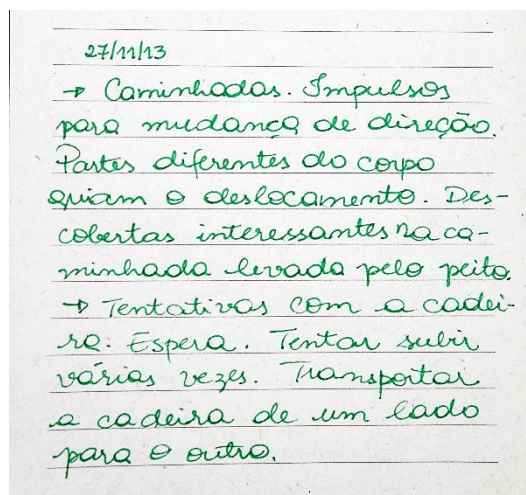 27/11/13
→ Caminhadas. Impulsos
para mudança de direção.
Partes diferentes do corpo
guiam o deslocamento. Des-
cobertas interessantes na ca-
minhada levada pelo peito.
→ Tentativas com a cadei-
ra: Espera. Tentar subir
várias vezes. Transportar
a cadeira de um lado
para o outro.